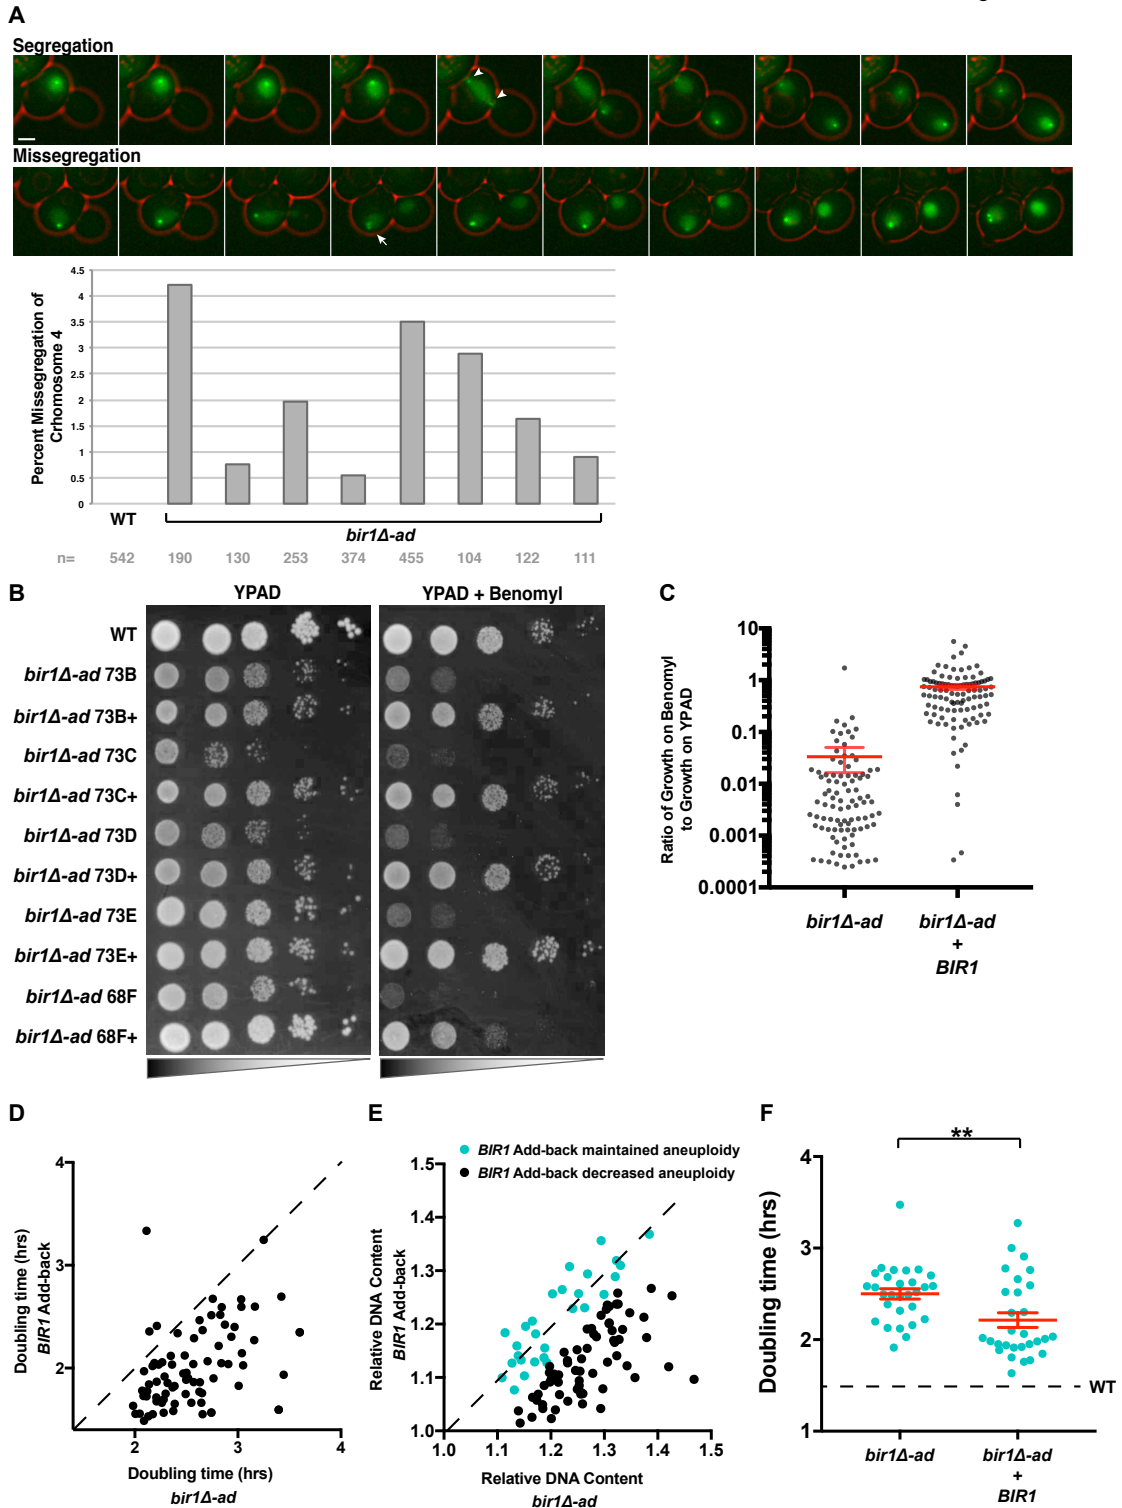 A
Segregation
Missegregation
Percent Missegregation of
Crhomosome 4
4.5
4
3.5
3
2.5
2
1.5
1
0.5
0
WT
bir1Δ-ad
n= 542 190 130 253 374 455 104 122 111
B
YPAD
YPAD + Benomyl
WT
bir1Δ-ad 73B
bir1Δ-ad 73B+
bir1Δ-ad 73C
bir1Δ-ad 73C+
bir1Δ-ad 73D
bir1Δ-ad 73D+
bir1Δ-ad 73E
bir1Δ-ad 73E+
bir1Δ-ad 68F
bir1Δ-ad 68F+
C
Ratio of Growth on Benomyl
to Growth on YPAD
10
1
0.1
0.01
0.001
0.0001
bir1Δ-ad
bir1Δ-ad
+
BIR1
D
Doubling time (hrs)
BIR1 Add-back
4
3
2
2 3 4
Doubling time (hrs)
bir1Δ-ad
E
BIR1 Add-back maintained aneuploidy
BIR1 Add-back decreased aneuploidy
Relative DNA Content
BIR1 Add-back
1.5
1.4
1.3
1.2
1.1
1.0
1.0 1.1 1.2 1.3 1.4 1.5
Relative DNA Content
bir1Δ-ad
F
**
Doubling time (hrs)
4
3
2
1
WT
bir1Δ-ad
bir1Δ-ad
+
BIR1